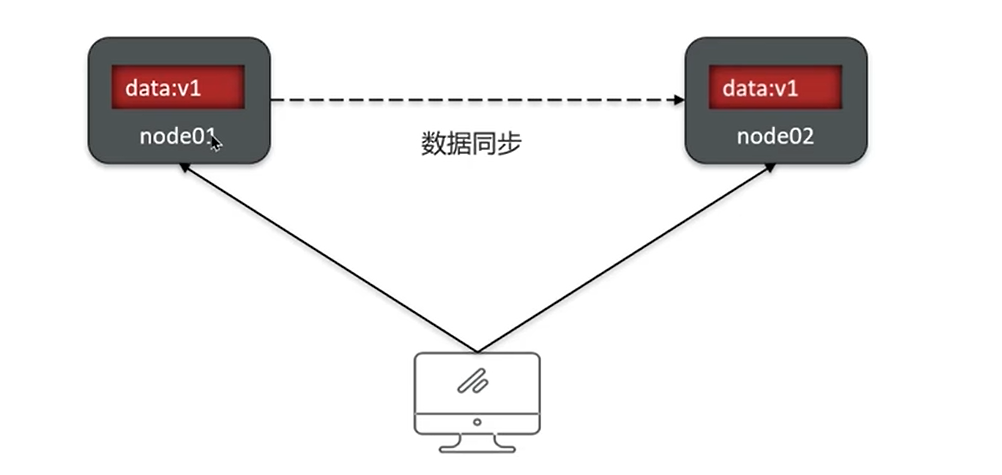 data:v1
node01
数据同步
data:v1
node02